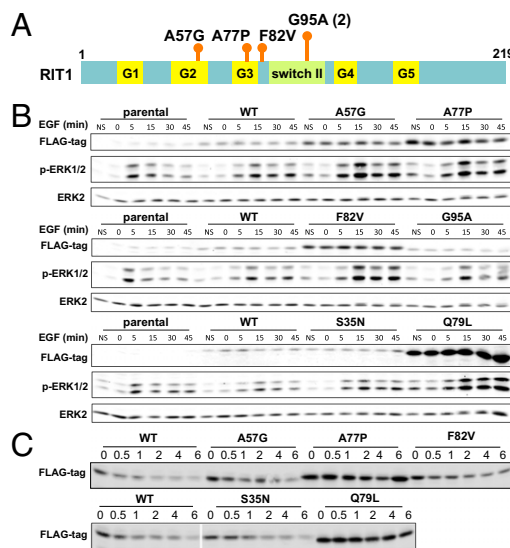 A
G95A (2)
A57G A77P F82V
1 219
RIT1 G1 G2 G3 switch II G4 G5
B
parental WT A57G A77P
EGF (min) NS 0 5 15 30 45 NS 0 5 15 30 45 NS 0 5 15 30 45 NS 0 5 15 30 45
FLAG-tag
p-ERK1/2
ERK2
parental WT F82V G95A
EGF (min) NS 0 5 15 30 45 NS 0 5 15 30 45 NS 0 5 15 30 45 NS 0 5 15 30 45
FLAG-tag
p-ERK1/2
ERK2
parental WT S35N Q79L
EGF (min) NS 0 5 15 30 45 NS 0 5 15 30 45 NS 0 5 15 30 45 NS 0 5 15 30 45
FLAG-tag
p-ERK1/2
ERK2
C
WT A57G A77P F82V
0 0.5 1 2 4 6 0 0.5 1 2 4 6 0 0.5 1 2 4 6 0 0.5 1 2 4 6
FLAG-tag
WT S35N Q79L
0 0.5 1 2 4 6 0 0.5 1 2 4 6 0 0.5 1 2 4 6
FLAG-tag